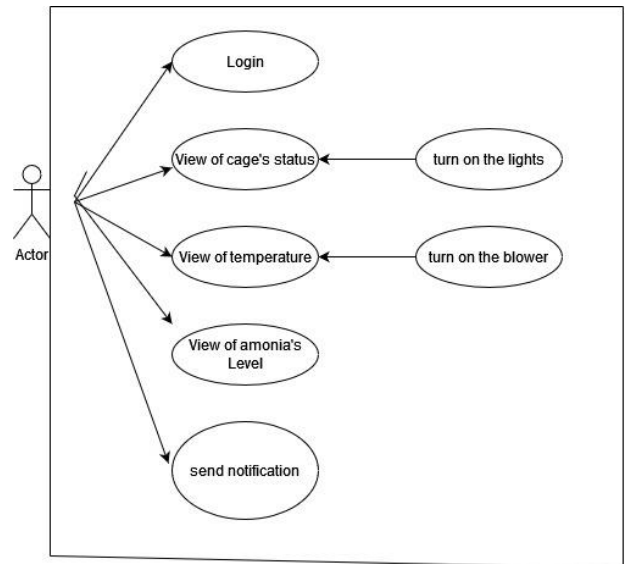 Login
View of cage's status
turn on the lights
Actor
View of temperature
turn on the blower
View of amonia's
Level
send notification